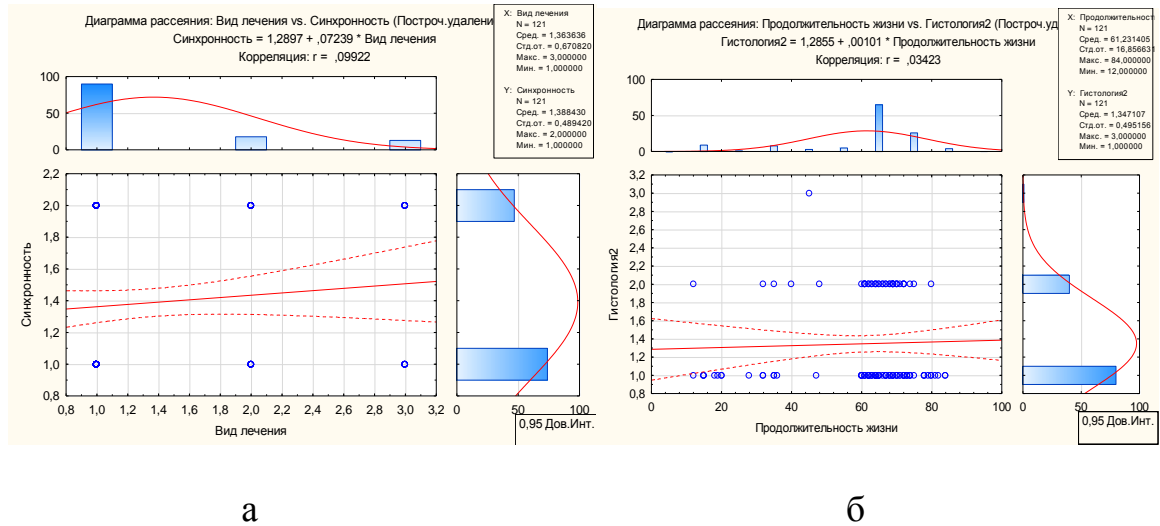 Диаграмма рассеяния: Вид лечения vs. Синхронность (Построч.удалени
Синхронность = 1,2897 + ,07239 * Вид лечения
Корреляция: r = ,09922
X: Вид лечения
N = 121
Сред. = 1,363636
Стд.от. = 0,670820
Макс. = 3,000000
Мин. = 1,000000
Y: Синхронность
N = 121
Сред. = 1,388430
Стд.от. = 0,489420
Макс. = 2,000000
Мин. = 1,000000
100
50
0
2,2
2,0
1,8
1,6
1,4
1,2
1,0
0,8
Синхронность
0,8 1,0 1,2 1,4 1,6 1,8 2,0 2,2 2,4 2,6 2,8 3,0 3,2
Вид лечения
0 50 100
0,95 Дов.Инт.
Диаграмма рассеяния: Продолжительность жизни vs. Гистология2 (Построч.уд
Гистология2 = 1,2855 + ,00101 * Продолжительность жизни
Корреляция: r = ,03423
X: Продолжительност
N = 121
Сред. = 61,231405
Стд.от. = 16,856631
Макс. = 84,000000
Мин. = 12,000000
Y: Гистология2
N = 121
Сред. = 1,347107
Стд.от. = 0,495156
Макс. = 3,000000
Мин. = 1,000000
100
50
0
3,2
3,0
2,8
2,6
2,4
2,2
2,0
1,8
1,6
1,4
1,2
1,0
0,8
Гистология2
0 20 40 60 80 100
Продолжительность жизни
0 50 100
0,95 Дов.Инт.
а
б